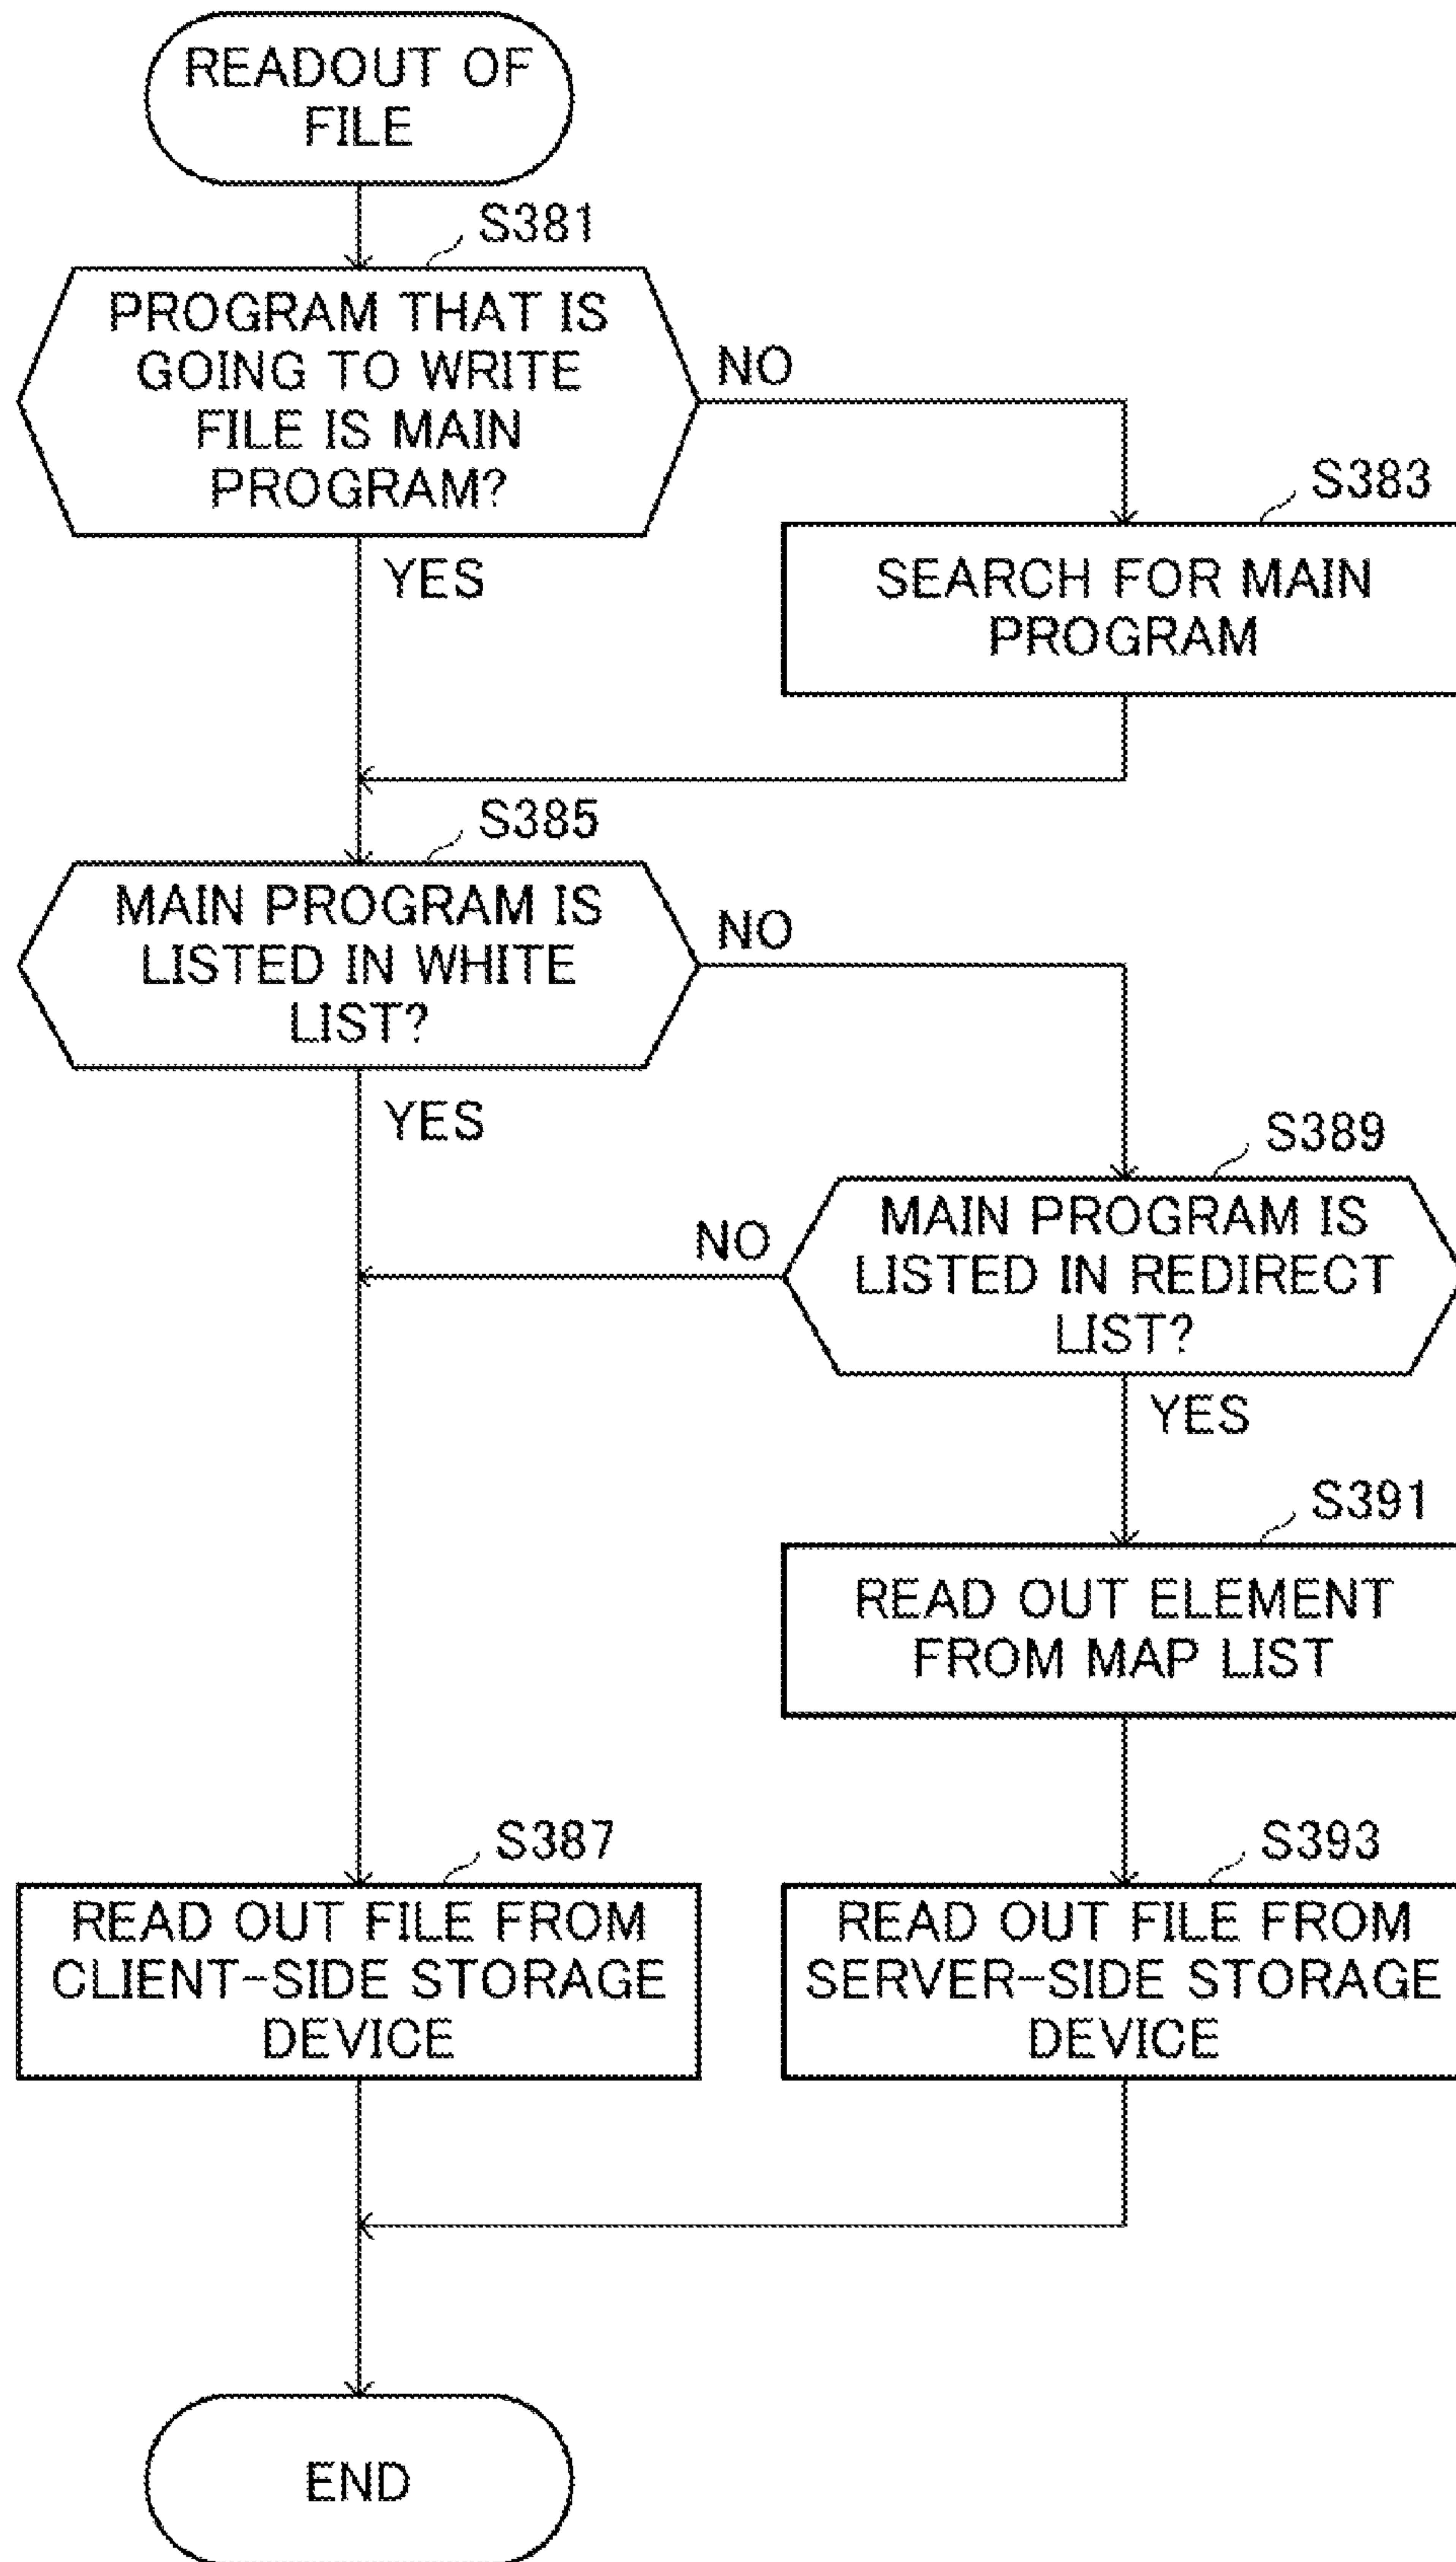 READOUT OF
FILE
S381
PROGRAM THAT IS
GOING TO WRITE
FILE IS MAIN
PROGRAM?
NO
YES
S383
SEARCH FOR MAIN
PROGRAM
S385
MAIN PROGRAM IS
LISTED IN WHITE
LIST?
NO
YES
S389
MAIN PROGRAM IS
LISTED IN REDIRECT
LIST?
NO
YES
S391
READ OUT ELEMENT
FROM MAP LIST
S387
READ OUT FILE FROM
CLIENT-SIDE STORAGE
DEVICE
S393
READ OUT FILE FROM
SERVER-SIDE STORAGE
DEVICE
END